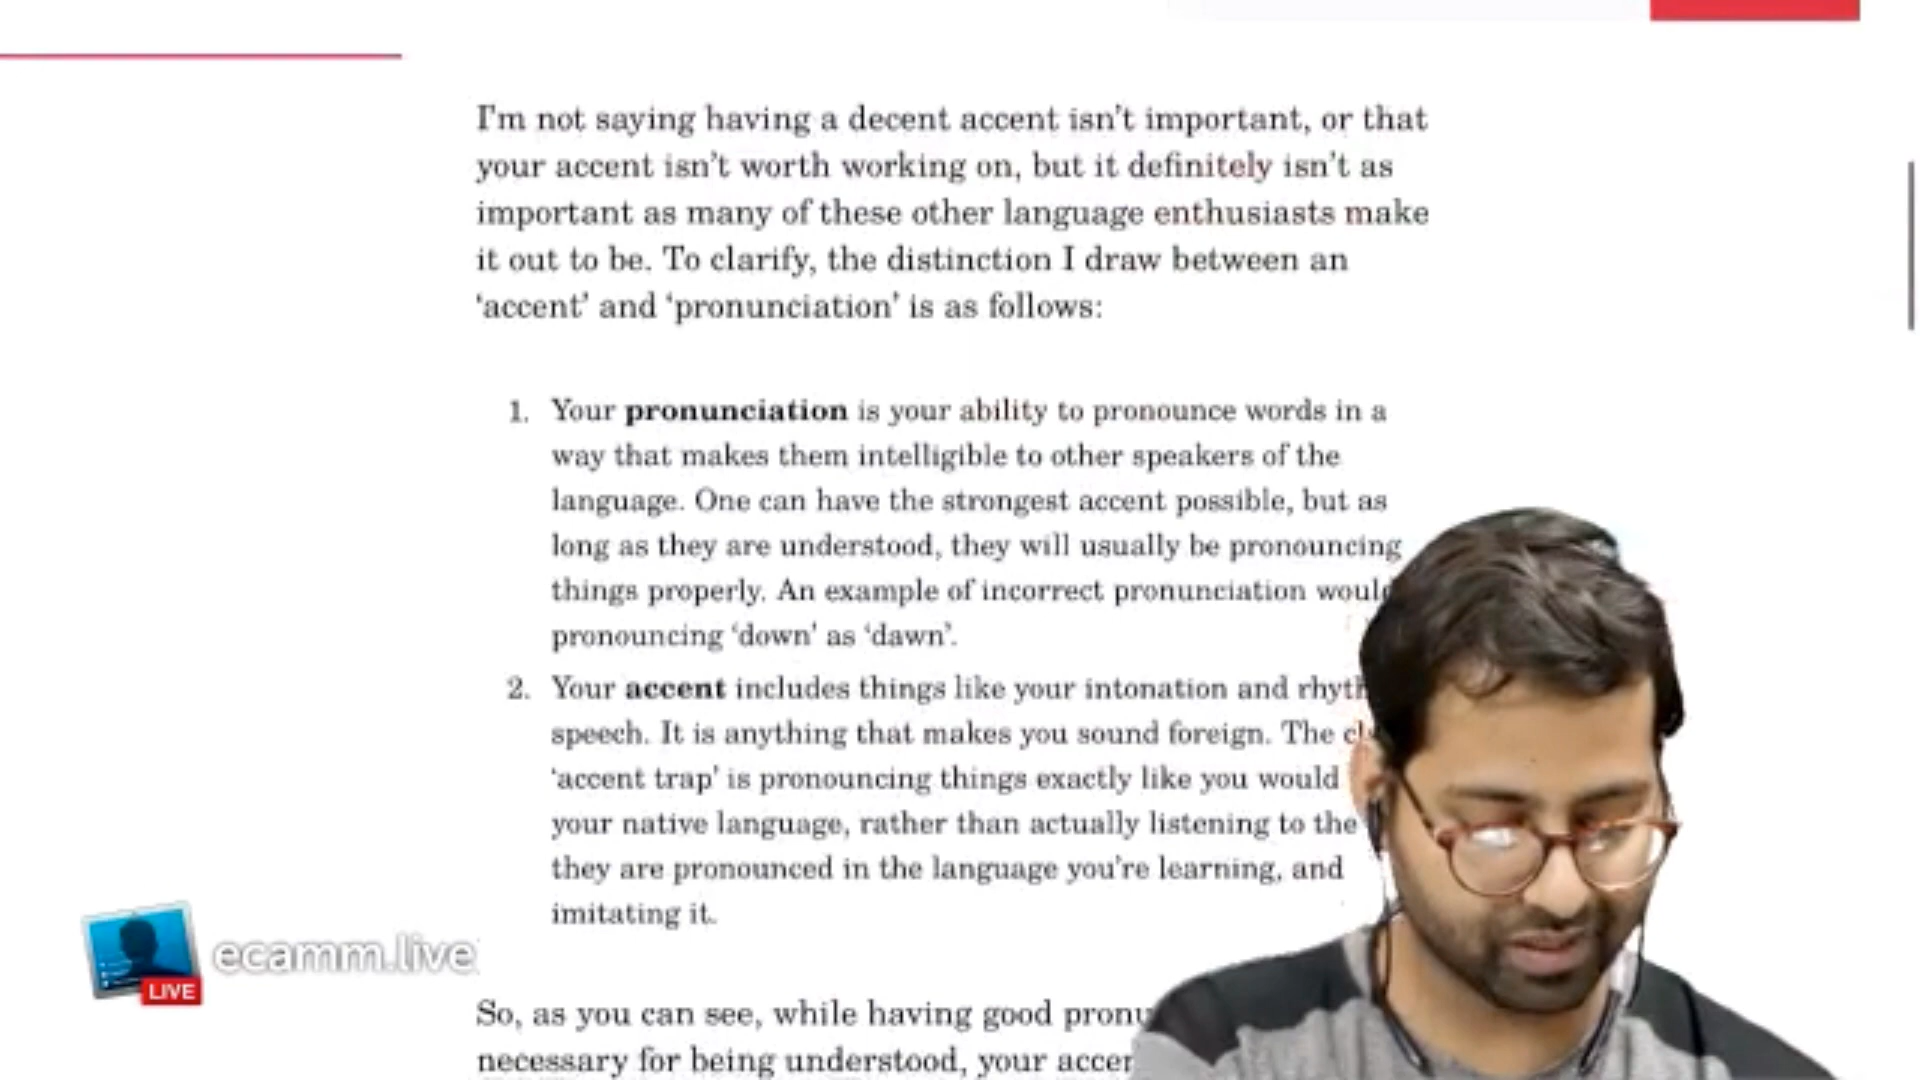 I'm not saying having a decent accent isn't important, or that
your accent isn't worth working on, but it definitely isn't as
important as many of these other language enthusiasts make
it out to be. To clarify, the distinction I draw between an
‘accent’ and ‘pronunciation’ is as follows:
1. Your pronunciation is your ability to pronounce words in a
way that makes them intelligible to other speakers of the
language. One can have the strongest accent possible, but as
long as they are understood, they will usually be pronouncing
things properly. An example of incorrect pronunciation
pronouncing ‘down’ as ‘dawn’.
2. Your accent includes things like your intonation and
speech. It is anything that makes you sound foreign. The
‘accent trap’ is pronouncing things exactly like you would
your native language, rather than actually listening to the
they are pronounced in the language you're learning, and
imitating it.
ecamm.live
LIVE
So, as you can see, while having good
necessary for being understood, your